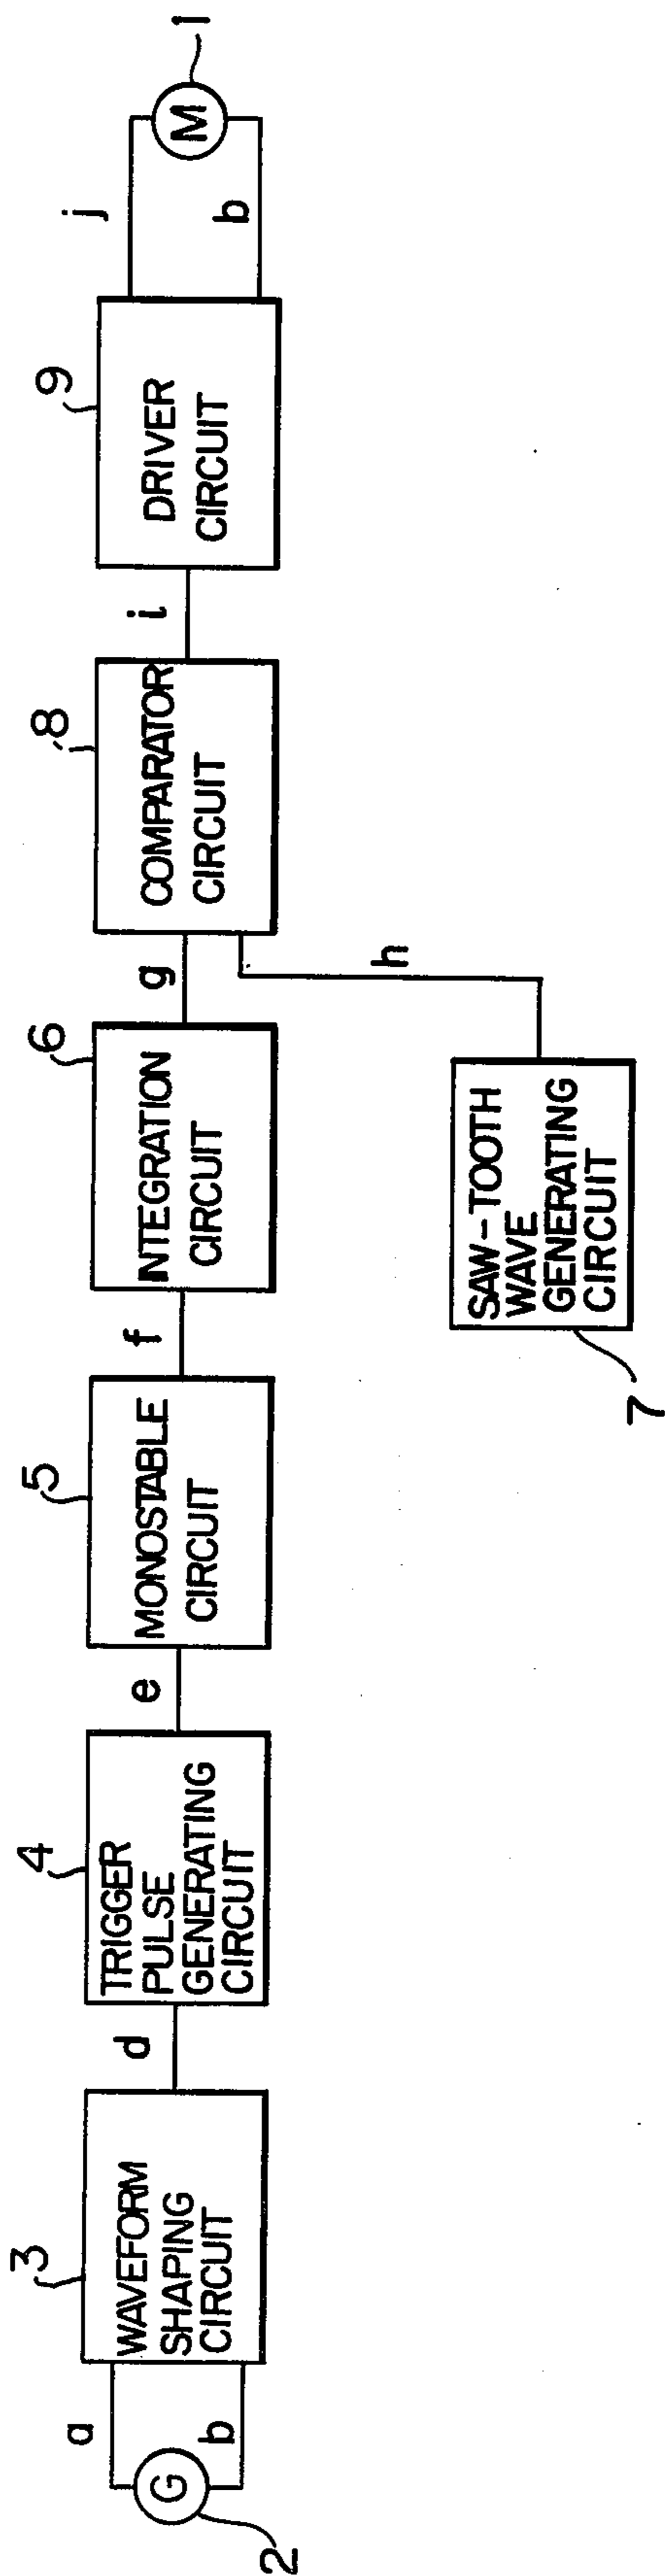 2
G
a
b
3
WAVEFORM
SHAPING
CIRCUIT
d
4
TRIGGER
PULSE
GENERATING
CIRCUIT
e
5
MONOSTABLE
CIRCUIT
f
6
INTEGRATION
CIRCUIT
g
7
SAW-TOOTH
WAVE
GENERATING
CIRCUIT
h
8
COMPARATOR
CIRCUIT
i
9
DRIVER
CIRCUIT
j
b
M
1